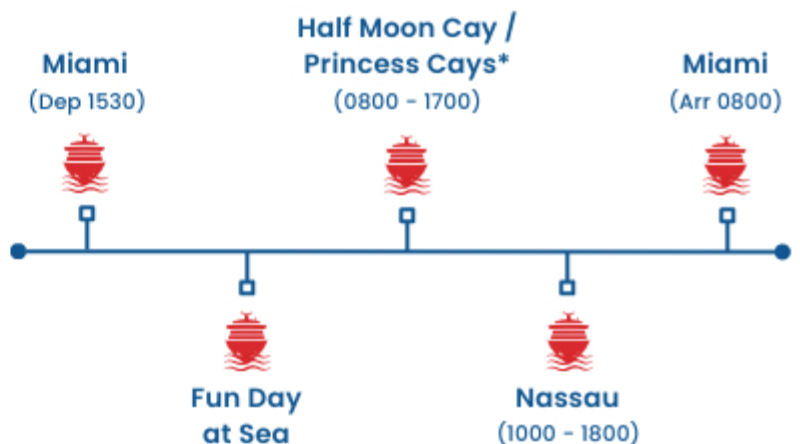 Miami
(Dep 1530)
Fun Day
at Sea
Half Moon Cay /
Princess Cays*
(0800 - 1700)
Nassau
(1000 - 1800)
Miami
(Arr 0800)